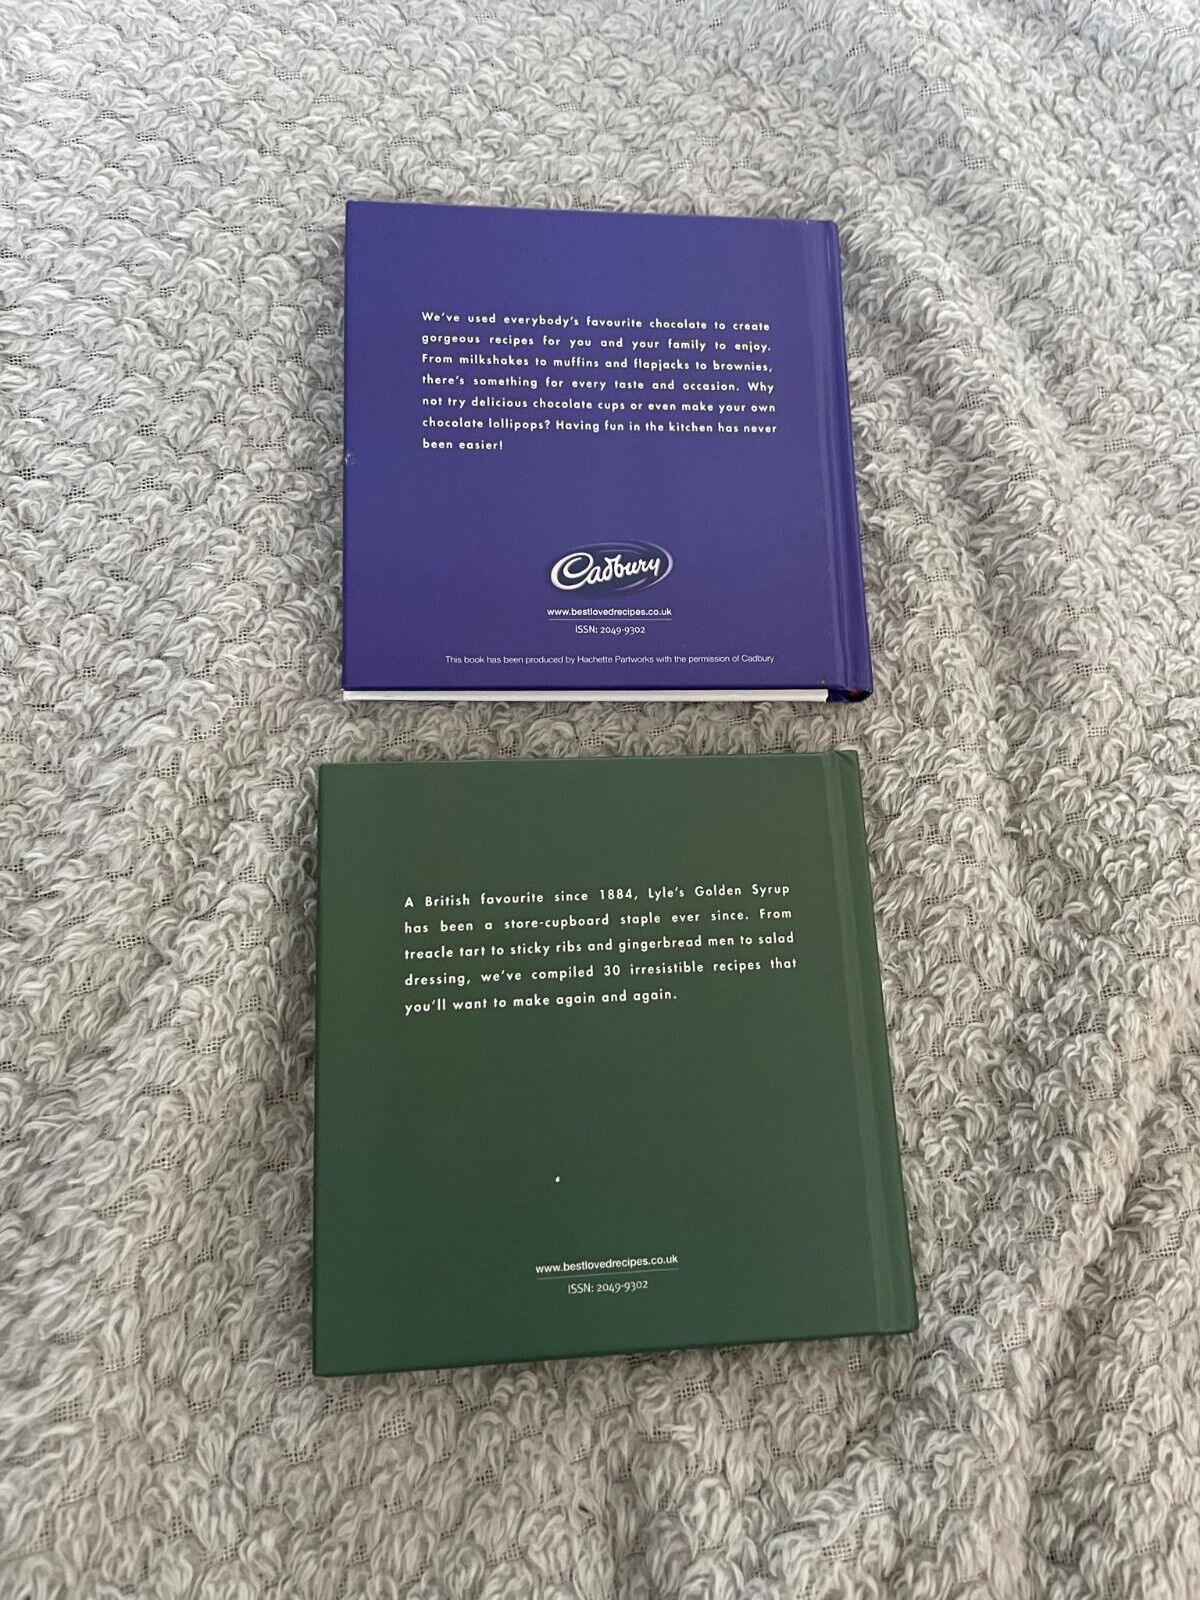 We've used everybody's favourite chocolate to create
gorgeous recipes for you and your family to enjoy.
From milkshakes to muffins and flapjacks to brownies,
there's something for every taste and occasion. Why
not try delicious chocolate cups or even make your own
chocolate lollipops? Having fun in the kitchen has never
been easier!
Cadbury
www.bestlovedrecipes.co.uk
ISSN: 2049-9302
This book has been produced by Hachette Partworks with the permission of Cadbury
A British favourite since 1884, Lyle's Golden Syrup
has been a store-cupboard staple ever since. From
treacle tart to sticky ribs and gingerbread men to salad
dressing, we've compiled 30 irresistible recipes that
you'll want to make again and again.
www.bestlovedrecipes.co.uk
ISSN: 2049-9302